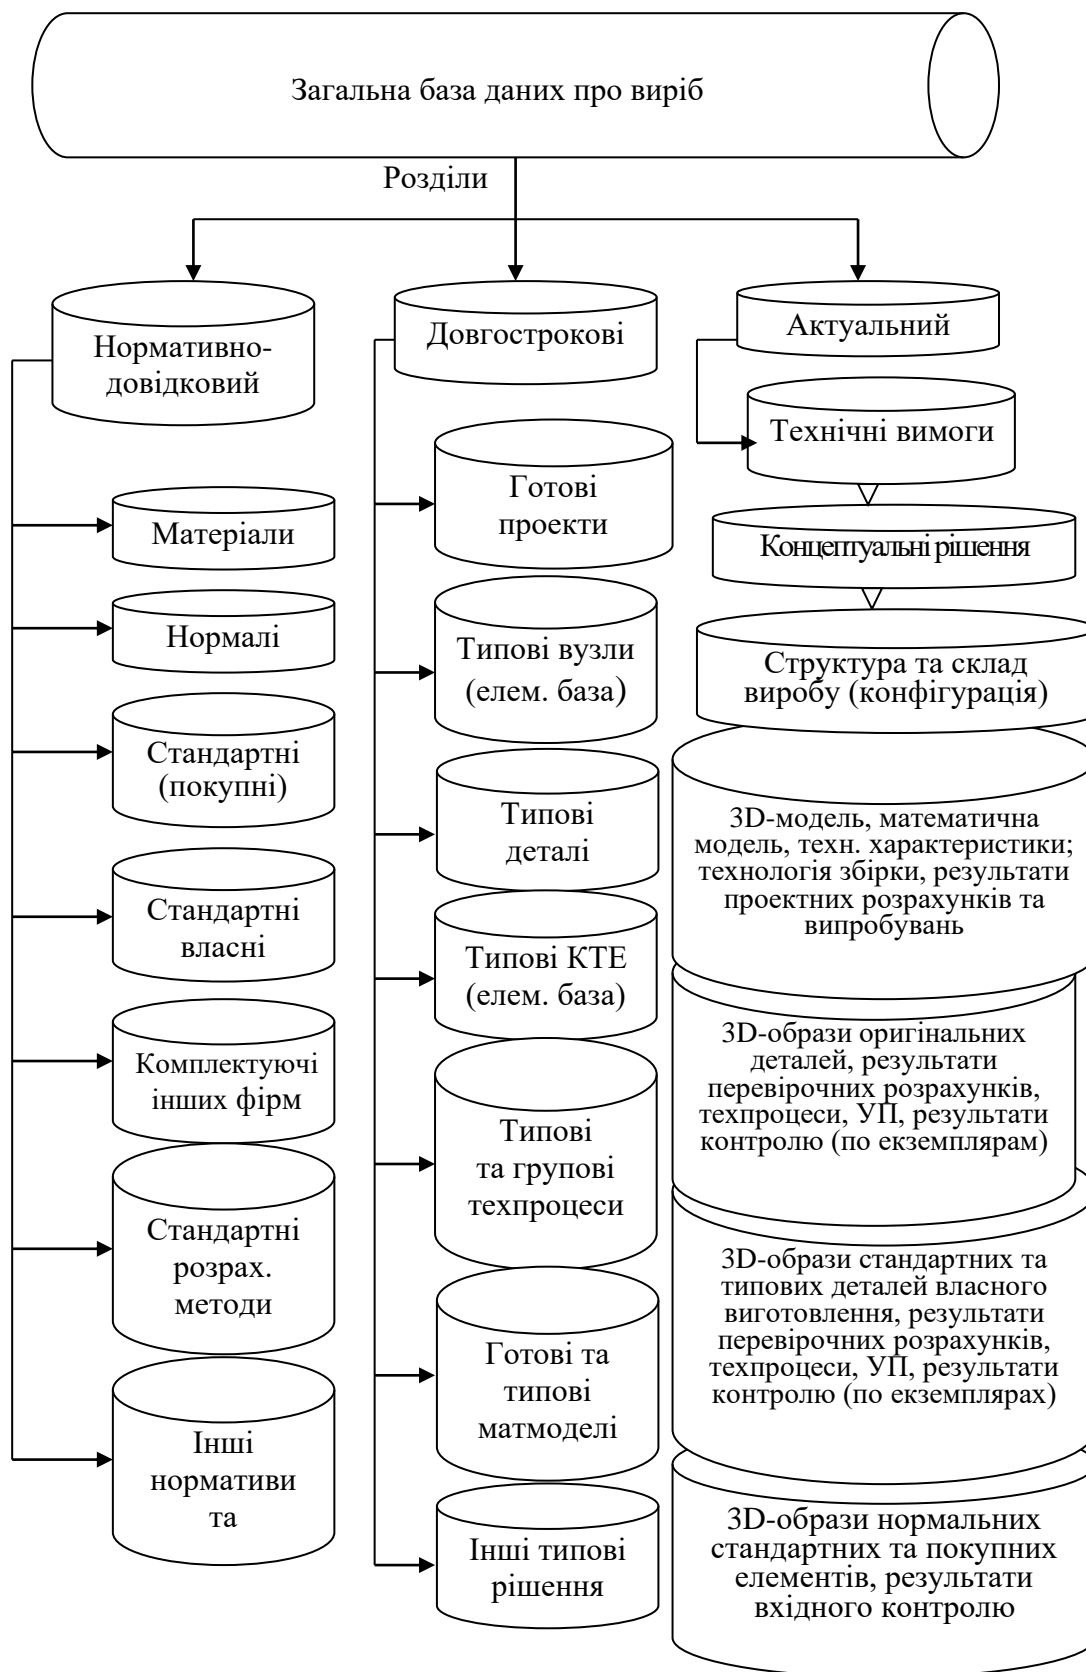 Загальна база даних про виріб
Розділи
Нормативно-
довідковий
Матеріали
Нормалі
Стандартні
(покупні)
Стандартні
власні
Комплектуючі
інших фірм
Стандартні
розрах.
методи
Інші
нормативи
та
Довгострокові
Готові
проекти
Типові вузли
(елем. база)
Типові
деталі
Типові КТЕ
(елем. база)
Типові
та групові
техпроцеси
Готові та
типові
матмоделі
Інші типові
рішення
Актуальний
Технічні вимоги
Концептуальні рішення
Структура та склад
виробу (конфігурація)
3D-модель, математична
модель, техн. характеристики;
технологія збірки, результати
проектних розрахунків та
випробувань
3D-образи оригінальних
деталей, результати
перевірочних розрахунків,
техпроцеси, УП, результати
контролю (по екземплярам)
3D-образи стандартних та
типових деталей власного
виготовлення, результати
перевірочних розрахунків,
техпроцеси, УП, результати
контролю (по екземплярах)
3D-образи нормальних
стандартних та покупних
елементів, результати
вхідного контролю